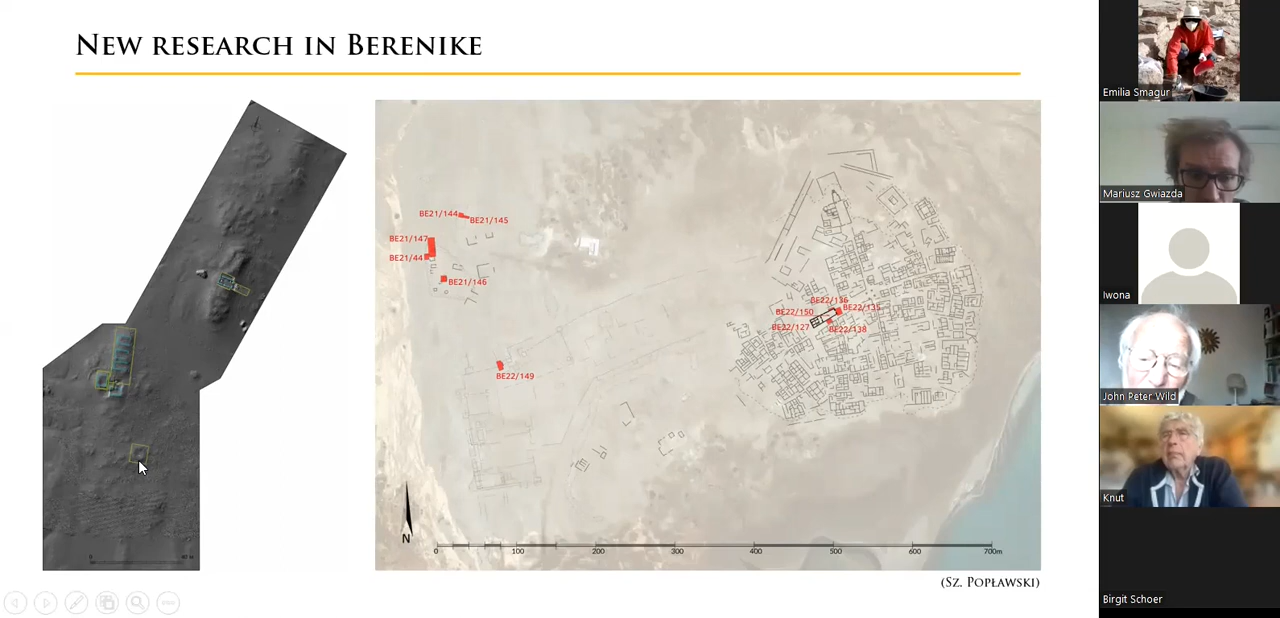 New research in Berenike
BE21/144
BE21/145
BE21/147
BE21/44
BE21/146
BE22/136
BE22/135
BE22/150
BE22/127
BE22/138
BE22/149
N
0 100 200 300 400 500 600 700m
(Sz. Popławski)
Emilia Smagur
Mariusz Gwiazda
Iwona
John Peter Wild
Knut
Birgit Schoer